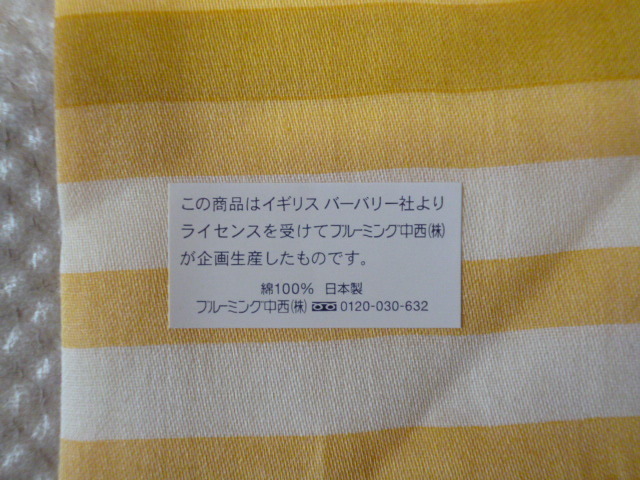 この商品はイギリス バーバリー社より
ライセンスを受けてブルーミング中西㈱
が企画生産したものです。
綿100% 日本製
ブルーミング中西㈱ 0120-030-632